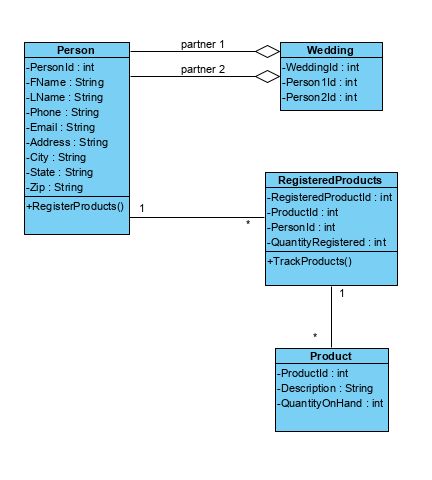 partner 1
partner 2
Person
-PersonId : int
-FName : String
-LName : String
-Phone : String
-Email : String
-Address : String
-City : String
-State : String
-Zip : String
+RegisterProducts()
Wedding
-WeddingId : int
-Person1Id : int
-Person2Id : int
1
*
RegisteredProducts
-RegisteredProductId : int
-ProductId : int
-PersonId : int
-QuantityRegistered : int
+TrackProducts()
1
*
Product
-ProductId : int
-Description : String
-QuantityOnHand : int